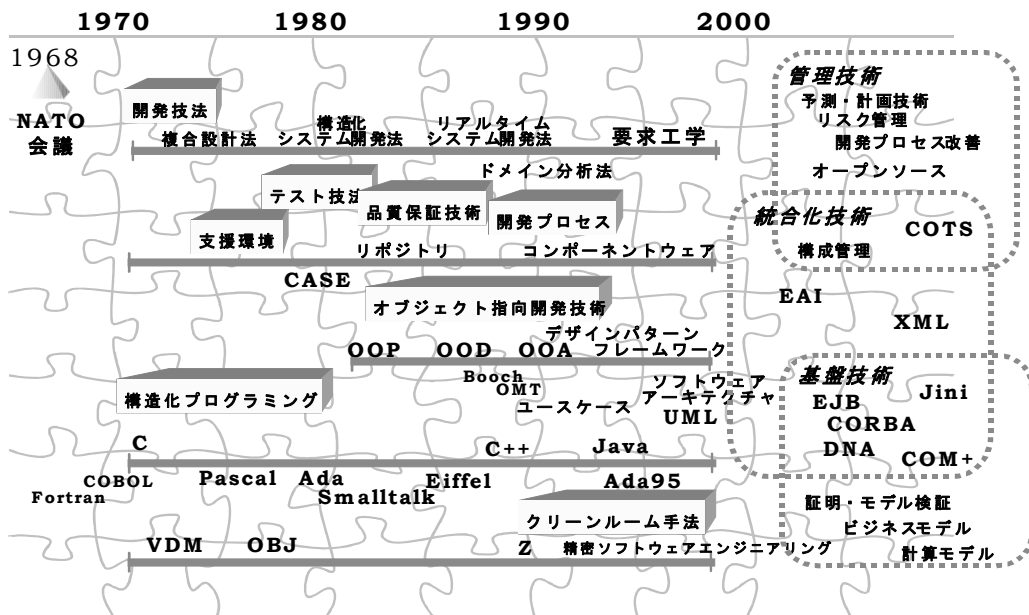 1970 1980 1990 2000
1968
NATO
会議
開発技法
複合設計法
構造化
システム開発法
リアルタイム
システム開発法
要求工学
ドメイン分析法
テスト技法
品質保証技術
開発プロセス
支援環境
リポジトリ
コンポーネントウェア
CASE
オブジェクト指向開発技術
デザインパターン
フレームワーク
OOP OOD OOA
Booch
OMT
ユースケース
ソフトウェア
アーキテクチャ
UML
構造化プログラミング
C
C++
Java
COBOL
Fortran
Pascal
Ada
Smalltalk
Eiffel
Ada95
クリーンルーム手法
VDM
OBJ
Z
精密ソフトウェアエンジニアリング
管理技術
予測・計画技術
リスク管理
開発プロセス改善
オープンソース
統合化技術
COTS
構成管理
EAI
XML
基盤技術
Jini
EJB
CORBA
DNA
COM+
証明・モデル検証
ビジネスモデル
計算モデル